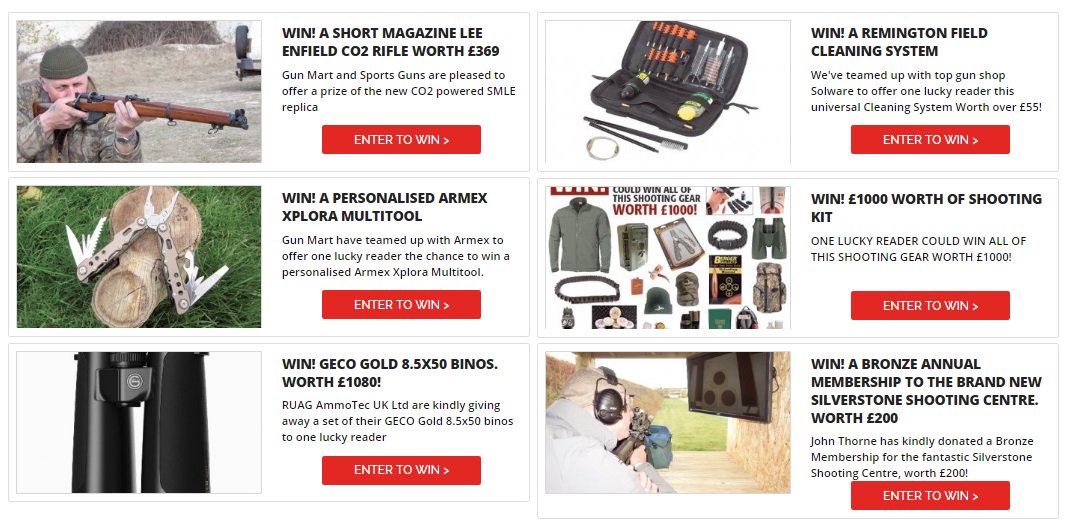 WIN! A SHORT MAGAZINE LEE
ENFIELD CO2 RIFLE WORTH £369
Gun Mart and Sports Guns are pleased to
offer a prize of the new CO2 powered SMLE
replica
ENTER TO WIN >
WIN! A REMINGTON FIELD
CLEANING SYSTEM
We've teamed up with top gun shop
Solware to offer one lucky reader this
universal Cleaning System Worth over £55!
ENTER TO WIN >
WIN! A PERSONALISED ARMEX
XPLORA MULTITOOL
Gun Mart have teamed up with Armex to
offer one lucky reader the chance to win a
personalised Armex Xplora Multitool.
ENTER TO WIN >
WIN!
COULD WIN ALL OF
THIS SHOOTING GEAR
WORTH £1000!
BERGER
WIN! £1000 WORTH OF SHOOTING
KIT
ONE LUCKY READER COULD WIN ALL OF
THIS SHOOTING GEAR WORTH £1000!
ENTER TO WIN >
WIN! GECO GOLD 8.5X50 BINOS.
WORTH £1080!
RUAG AmmoTec UK Ltd are kindly giving
away a set of their GECO Gold 8.5x50 binos
to one lucky reader
ENTER TO WIN >
WIN! A BRONZE ANNUAL
MEMBERSHIP TO THE BRAND NEW
SILVERSTONE SHOOTING CENTRE.
WORTH £200
John Thorne has kindly donated a Bronze
Membership for the fantastic Silverstone
Shooting Centre, worth £200!
ENTER TO WIN >